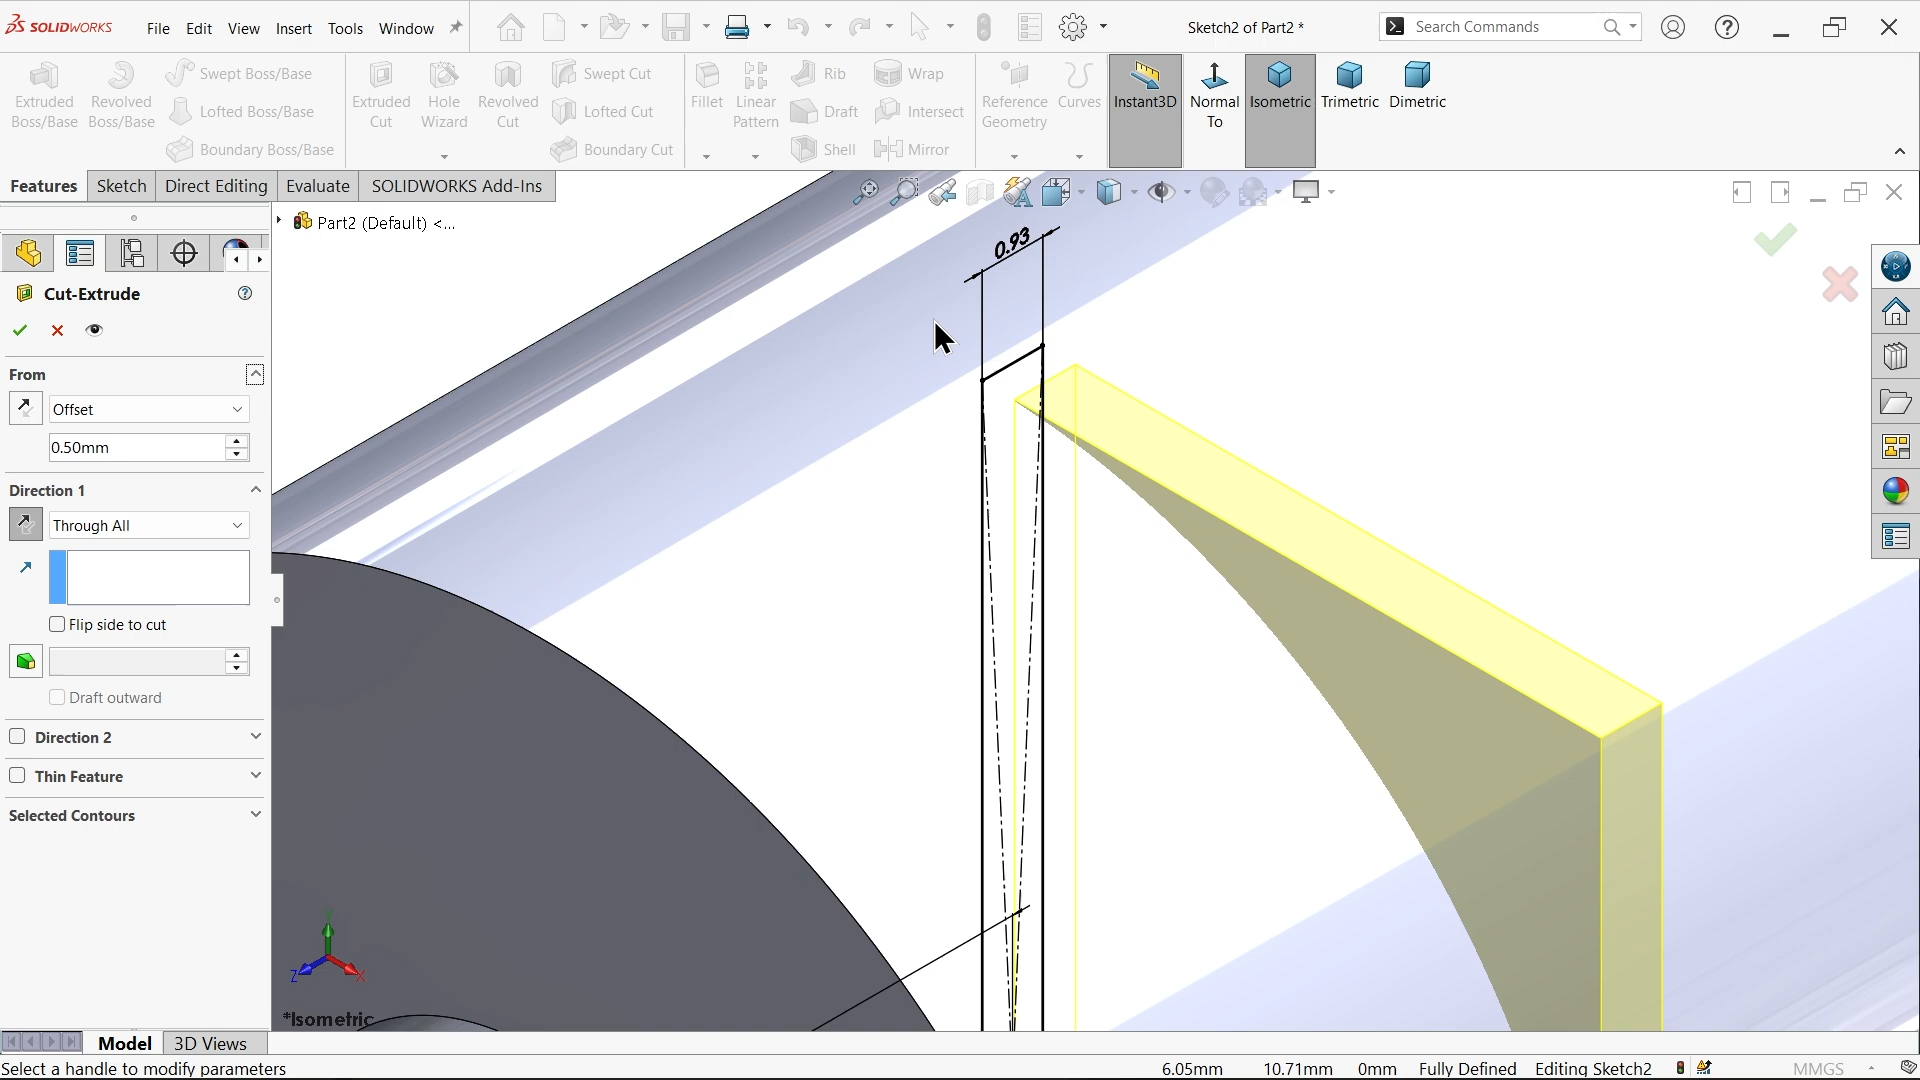 SOLIDWORKS File Edit View Insert Tools Window Sketch2 of Part2 * Search Commands
Extruded Boss/Base
Revolved Boss/Base
Swept Boss/Base
Lofted Boss/Base
Boundary Boss/Base
Extruded Cut
Hole Wizard
Revolved Cut
Swept Cut
Lofted Cut
Boundary Cut
Fillet
Linear Pattern
Rib
Draft
Shell
Wrap
Intersect
Mirror
Reference Geometry
Curves
Instant3D
Normal To
Isometric
Trimetric
Dimetric
Features Sketch Direct Editing Evaluate SOLIDWORKS Add-Ins
Part2 (Default) <...
0.93
Cut-Extrude
From
Offset
0.50mm
Direction 1
Through All
Flip side to cut
Draft outward
Direction 2
Thin Feature
Selected Contours
Y
Z X
*Isometric
Model 3D Views
Select a handle to modify parameters 6.05mm 10.71mm 0mm Fully Defined Editing Sketch2 MMGS